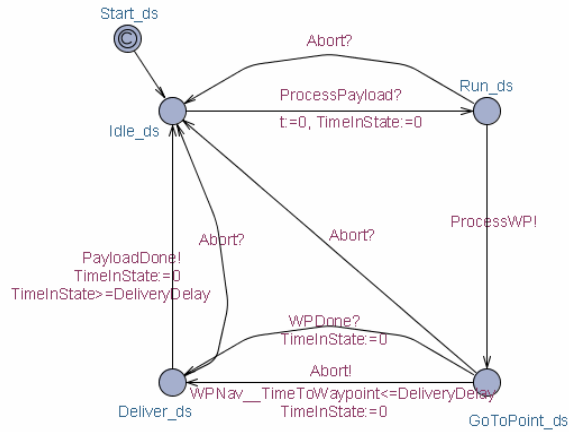 Start_ds
C
Abort?
Run_ds
ProcessPayload?
t:=0, TimeInState:=0
Idle_ds
ProcessWP!
Abort?
Abort?
PayloadDone!
TimeInState:=0
TimeInState>=DeliveryDelay
WPDone?
TimeInState:=0
Abort!
WPNav__TimeToWaypoint<=DeliveryDelay
TimeInState:=0
Deliver_ds
GoToPoint_ds